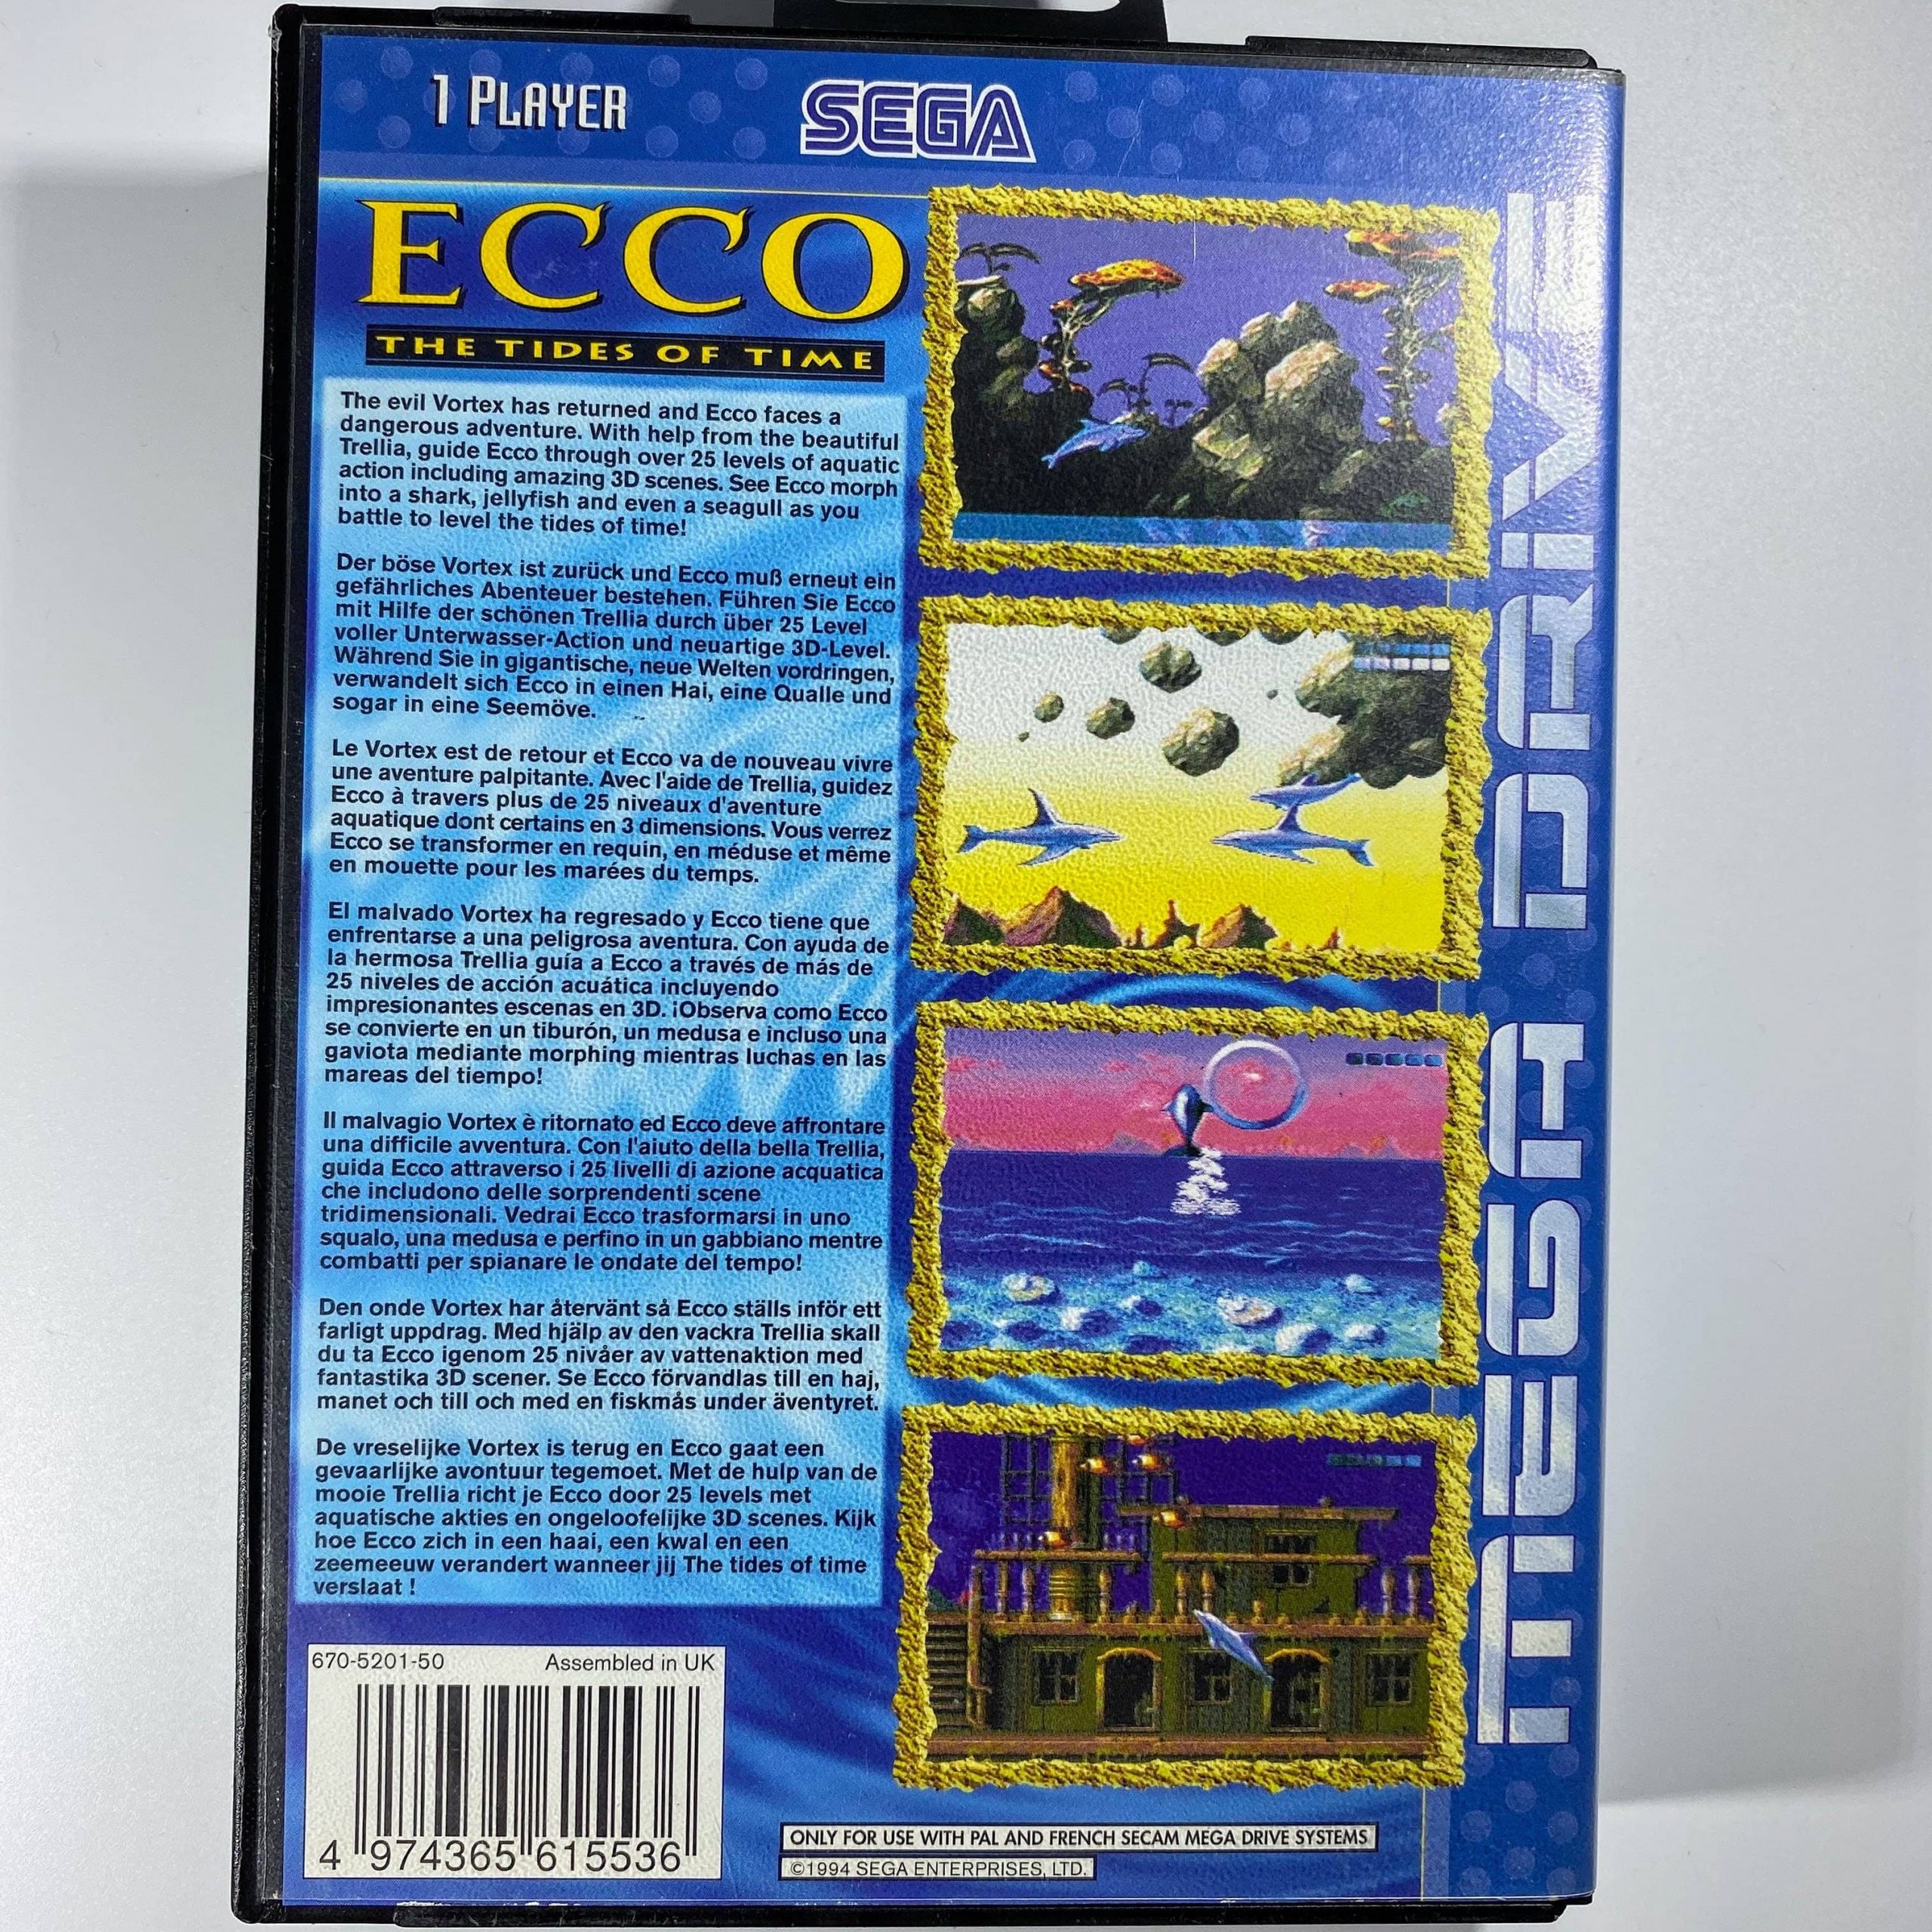 1 PLAYER
SEGA
ECCO
THE TIDES OF TIME
The evil Vortex has returned and Ecco faces a
dangerous adventure. With help from the beautiful
Trellia, guide Ecco through over 25 levels of aquatic
action including amazing 3D scenes. See Ecco morph
into a shark, jellyfish and even a seagull as you
battle to level the tides of time!
Der böse Vortex ist zurück und Ecco muß erneut ein
gefährliches Abenteuer bestehen. Führen Sie Ecco
mit Hilfe der schönen Trellia durch über 25 Level
voller Unterwasser-Action und neuartige 3D-Level.
Während Sie in gigantische, neue Welten vordringen,
verwandelt sich Ecco in einen Hai, eine Qualle und
sogar in eine Seemöve.
Le Vortex est de retour et Ecco va de nouveau vivre
une aventure palpitante. Avec l'aide de Trellia, guidez
Ecco à travers plus de 25 niveaux d'aventure
aquatique dont certains en 3 dimensions. Vous verrez
Ecco se transformer en requin, en méduse et même
en mouette pour les marées du temps.
El malvado Vortex ha regresado y Ecco tiene que
enfrentarse a una peligrosa aventura. Con ayuda de
la hermosa Trellia guía a Ecco a través de más de
25 niveles de acción acuática incluyendo
impresionantes escenas en 3D. ¡Observa como Ecco
se convierte en un tiburón, un medusa e incluso una
gaviota mediante morphing mientras luchas en las
mareas del tiempo!
Il malvagio Vortex è ritornato ed Ecco deve affrontare
una difficile avventura. Con l'aiuto della bella Trellia,
guida Ecco attraverso i 25 livelli di azione acquatica
che includono delle sorprendenti scene
tridimensionali. Vedrai Ecco trasformarsi in uno
squalo, una medusa e perfino in un gabbiano mentre
combatti per spianare le ondate del tempo!
Den onde Vortex har återvänt så Ecco ställs inför ett
farligt uppdrag. Med hjälp av den vackra Trellia skall
du ta Ecco igenom 25 nivåer av vattenaktion med
fantastika 3D scener. Se Ecco förvandlas till en haj,
manet och till och med en fiskmås under äventyret.
De vreselijke Vortex is terug en Ecco gaat een
gevaarlijke avontuur tegemoet. Met de hulp van de
mooie Trellia richt je Ecco door 25 levels met
aquatische akties en ongeloofelijke 3D scenes. Kijk
hoe Ecco zich in een haai, een kwal en een
zeemeeuw verandert wanneer jij The tides of time
verslaat !
670-5201-50 Assembled in UK
4 974365 615536
ONLY FOR USE WITH PAL AND FRENCH SECAM MEGA DRIVE SYSTEMS
©1994 SEGA ENTERPRISES, LTD.
MEGA DRIVE